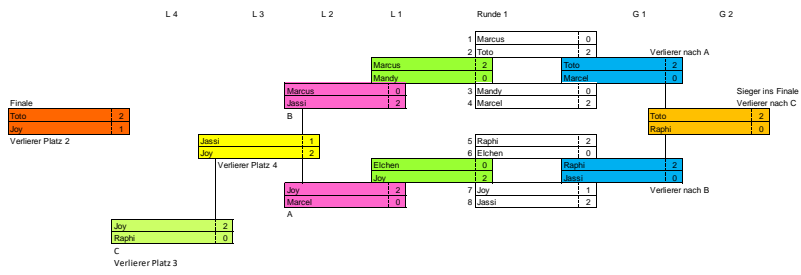 L 4 L 3 L 2 L 1 Runde 1 G 1 G 2
1 Marcus 0
2 Toto 2 Verlierer nach A
Marcus 2 Toto 2
Mandy 0 Marcel 0
Marcus 0 3 Mandy 0 Sieger ins Finale
Finale Jassi 2 4 Marcel 2 Verlierer nach C
Toto 2 B Toto 2
Joy 1 Raphi 0
Verlierer Platz 2 Jassi 1 5 Raphi 2
Joy 2 6 Elchen 0
Verlierer Platz 4 Elchen 0 Raphi 2
Joy 2 Jassi 0
Joy 2 7 Joy 1 Verlierer nach B
Marcel 0 8 Jassi 2
A
Joy 2
Raphi 0
C
Verlierer Platz 3